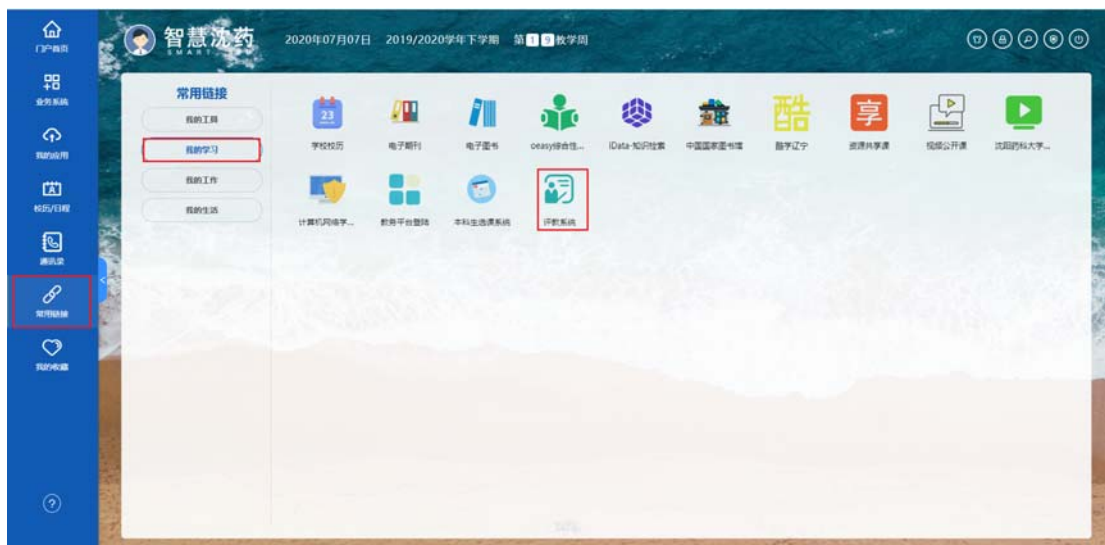 门户首页
业务系统
我的应用
校历/日程
通讯录
常用链接
我的收藏
智慧沈药
2020年07月07日 2019/2020学年下学期 第19教学周
常用链接
我的工具
我的学习
我的工作
我的生活
23
学校校历
电子期刊
电子图书
oeasy综合性...
iData-知识检索
中国国家图书馆
酷
酷学辽宁
享
资源共享课
视频公开课
沈阳药科大学...
计算机网络学...
教务平台登陆
本科生选课系统
评教系统